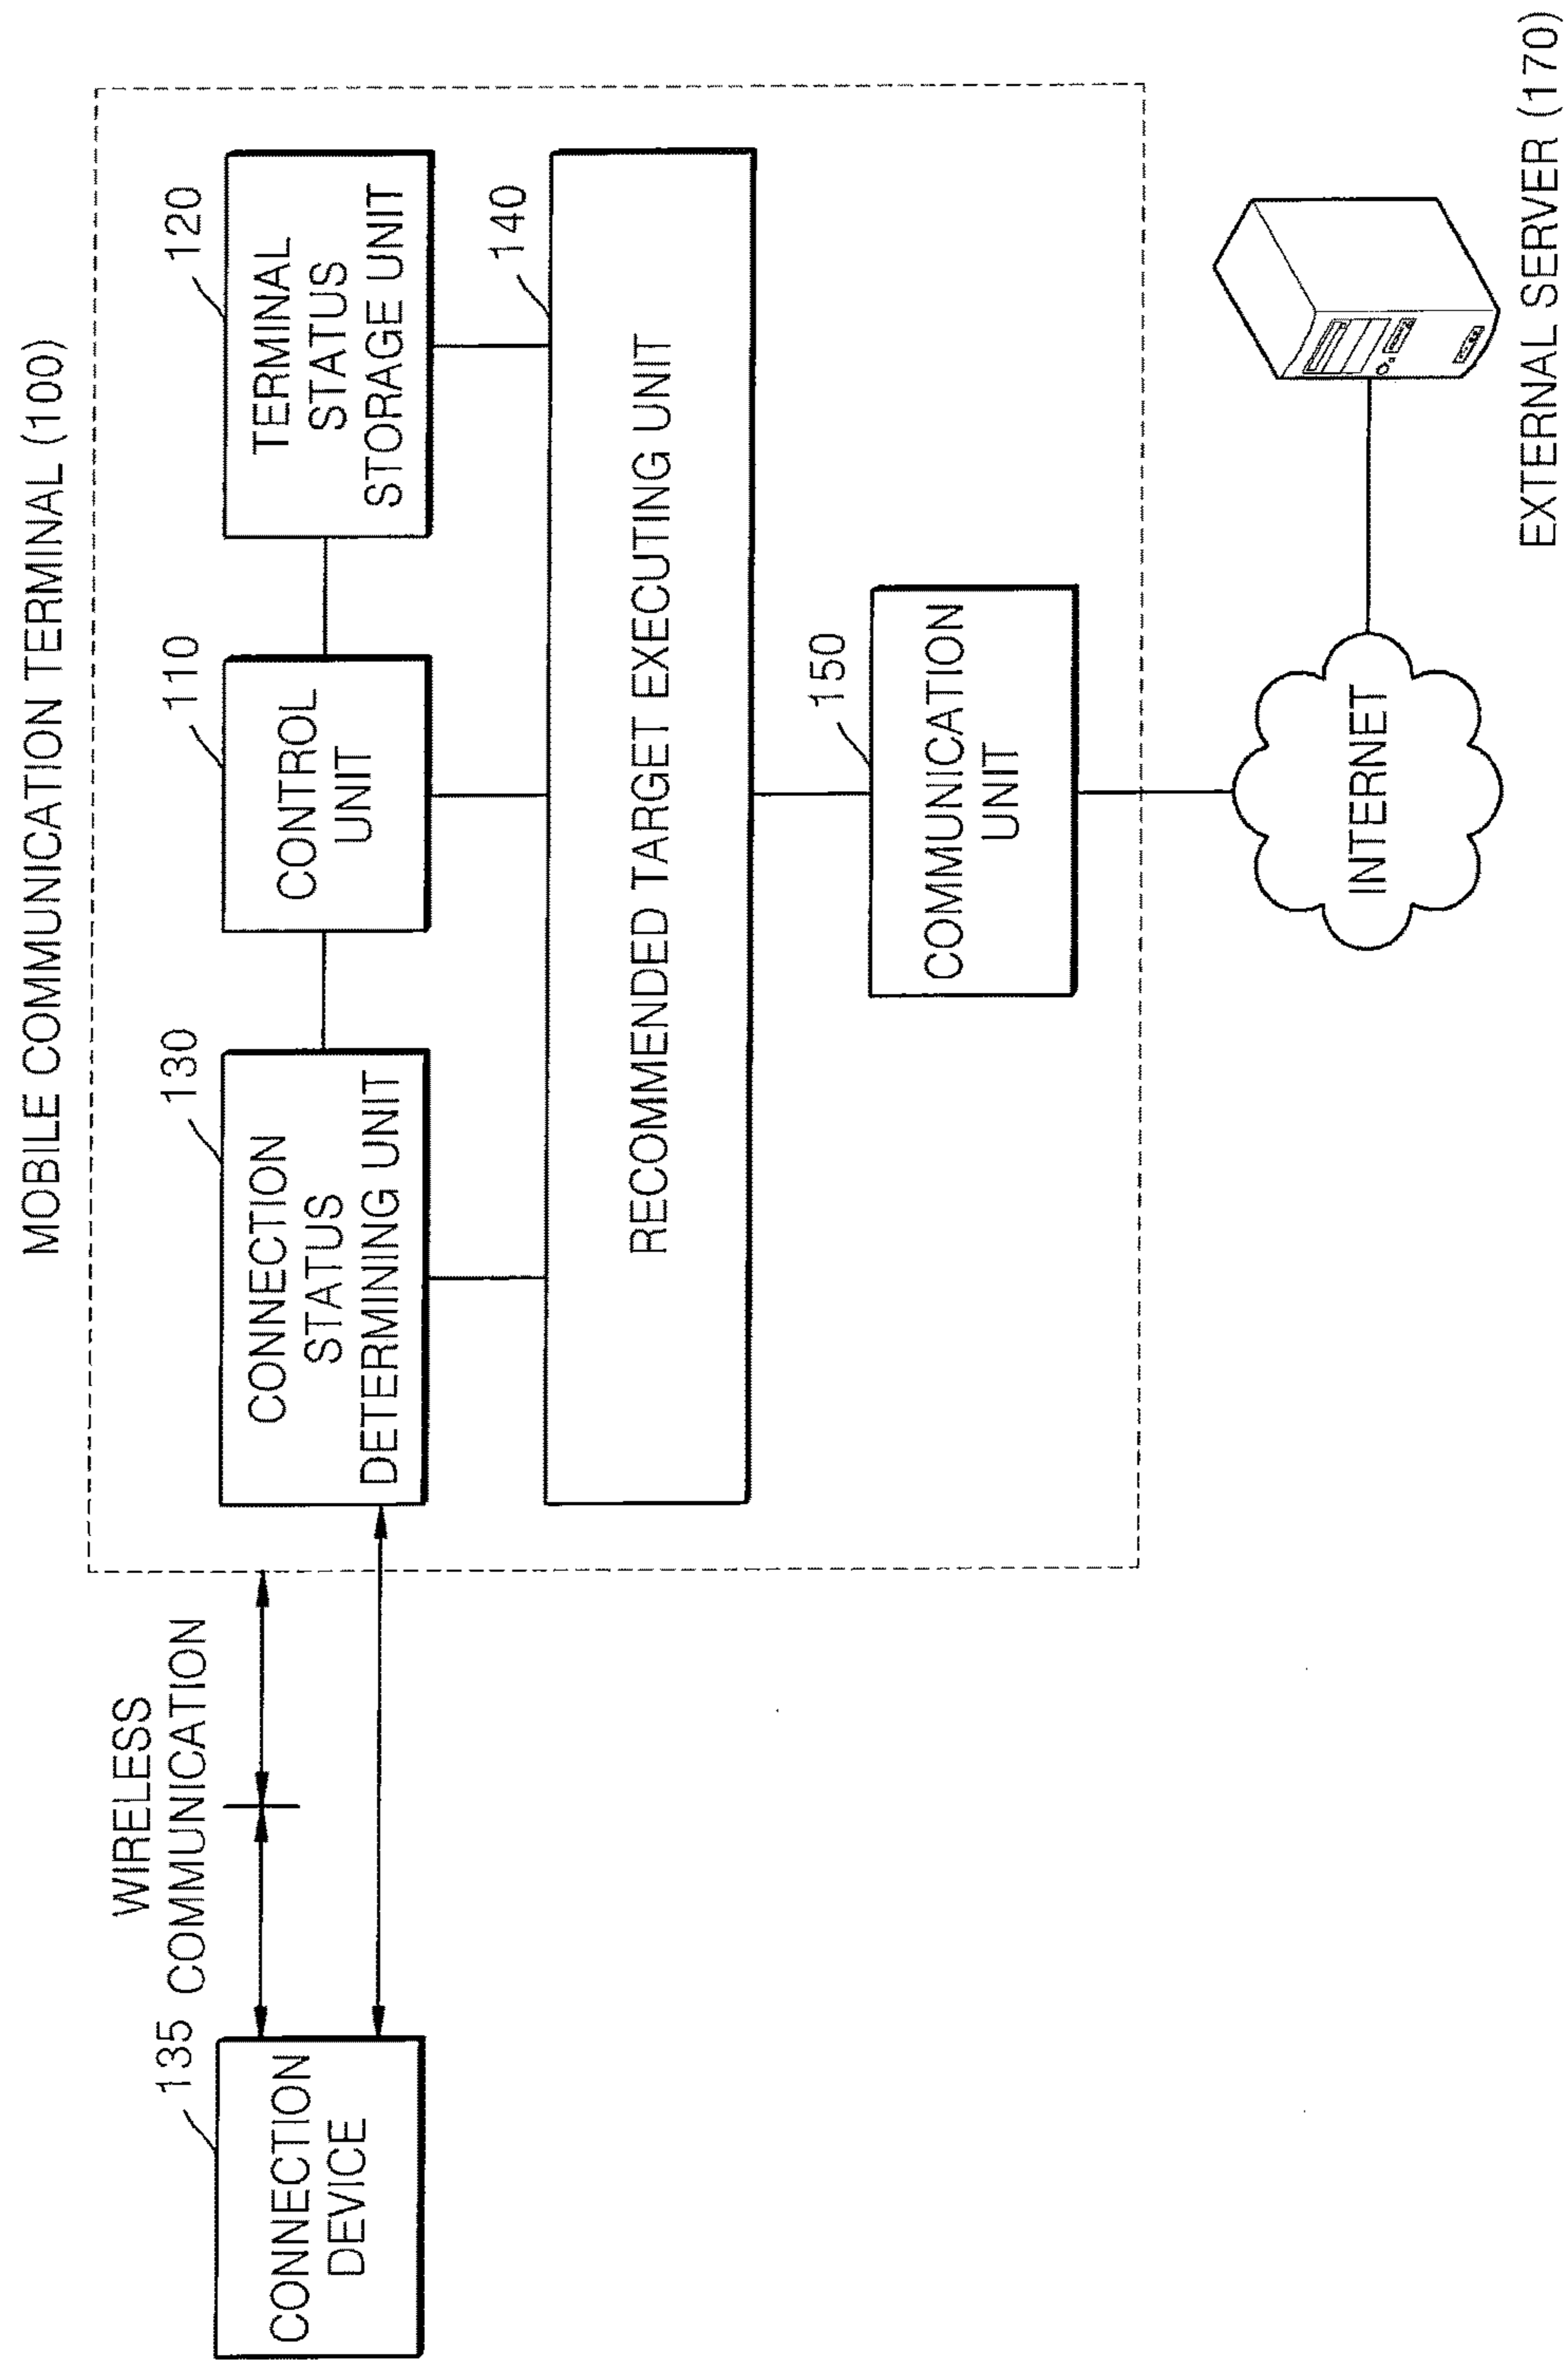 MOBILE COMMUNICATION TERMINAL (100)
135
WIRELESS
COMMUNICATION
130
110
120
CONNECTION
DEVICE
CONNECTION
STATUS
DETERMINING UNIT
CONTROL
UNIT
TERMINAL
STATUS
STORAGE UNIT
140
RECOMMENDED TARGET EXECUTING UNIT
150
COMMUNICATION
UNIT
INTERNET
EXTERNAL SERVER (170)